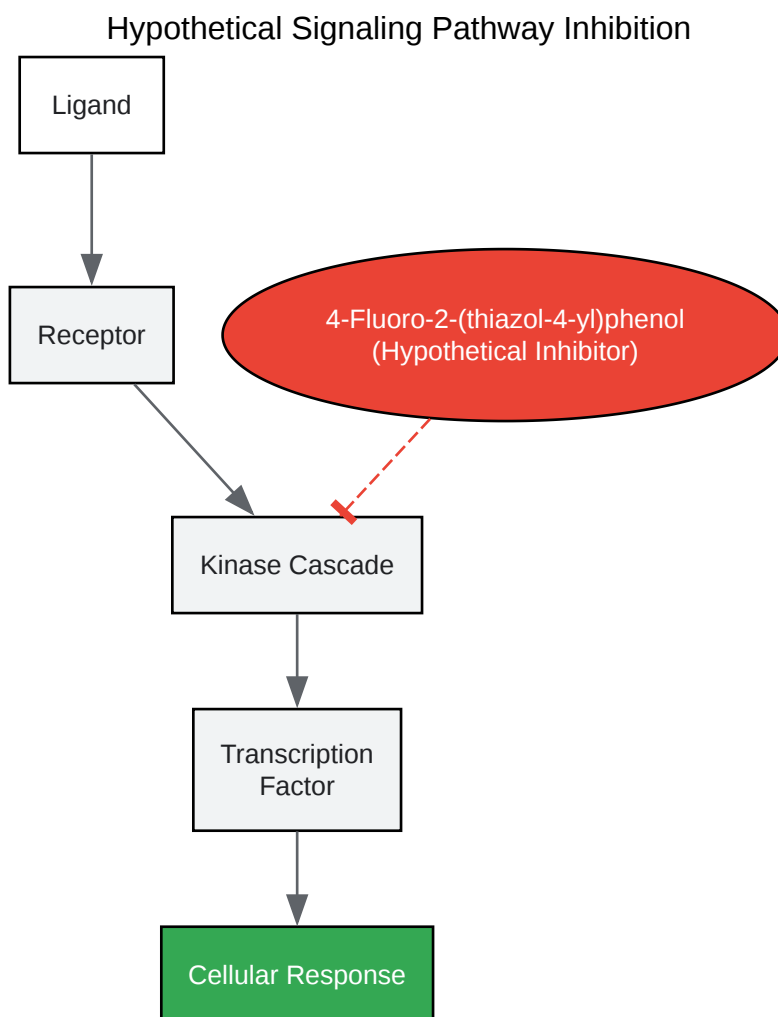 Hypothetical Signaling Pathway Inhibition
Ligand
Receptor
4-Fluoro-2-(thiazol-4-yl)phenol
(Hypothetical Inhibitor)
Kinase Cascade
Transcription
Factor
Cellular Response